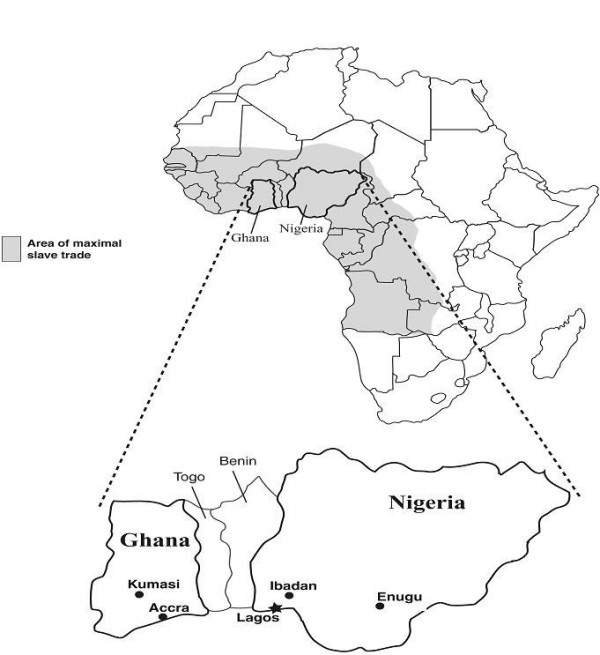 Ghana
Nigeria
Area of maximal
slave trade
Benin
Togo
Nigeria
Ghana
Kumasi
Ibadan
Enugu
Accra
Lagos